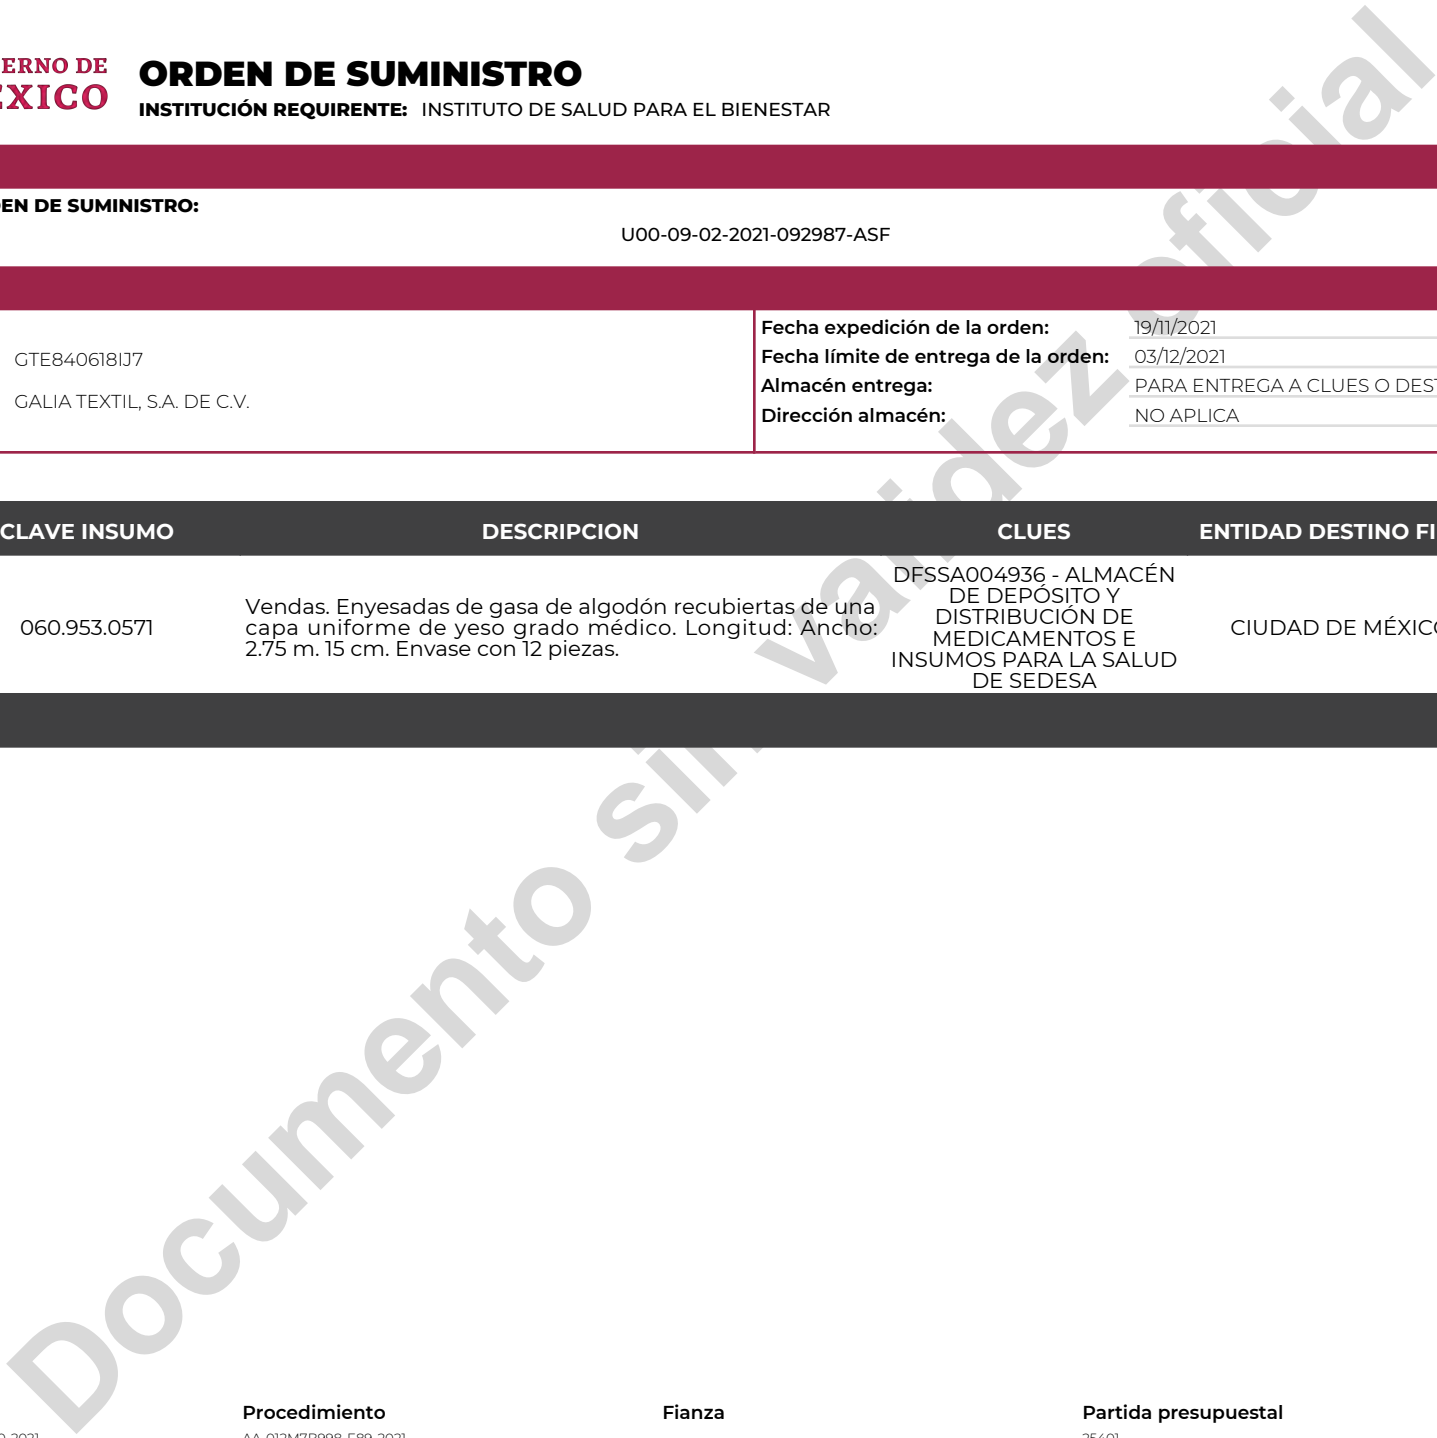 ERNO DE
ÉXICO
ORDEN DE SUMINISTRO
INSTITUCIÓN REQUIRENTE: INSTITUTO DE SALUD PARA EL BIENESTAR
EN DE SUMINISTRO:
U00-09-02-2021-092987-ASF
GTE840618IJ7
GALIA TEXTIL, S.A. DE C.V.
Fecha expedición de la orden: 19/11/2021
Fecha límite de entrega de la orden: 03/12/2021
Almacén entrega: PARA ENTREGA A CLUES O DEST
Dirección almacén: NO APLICA
CLAVE INSUMO DESCRIPCION CLUES ENTIDAD DESTINO FI
060.953.0571
Vendas. Enyesadas de gasa de algodón recubiertas de una
capa uniforme de yeso grado médico. Longitud: Ancho:
2.75 m. 15 cm. Envase con 12 piezas.
DFSSA004936 - ALMACÉN
DE DEPÓSITO Y
DISTRIBUCIÓN DE
MEDICAMENTOS E
INSUMOS PARA LA SALUD
DE SEDESA
CIUDAD DE MÉXICO
Documento sin validez oficial
Procedimiento Fianza Partida presupuestal